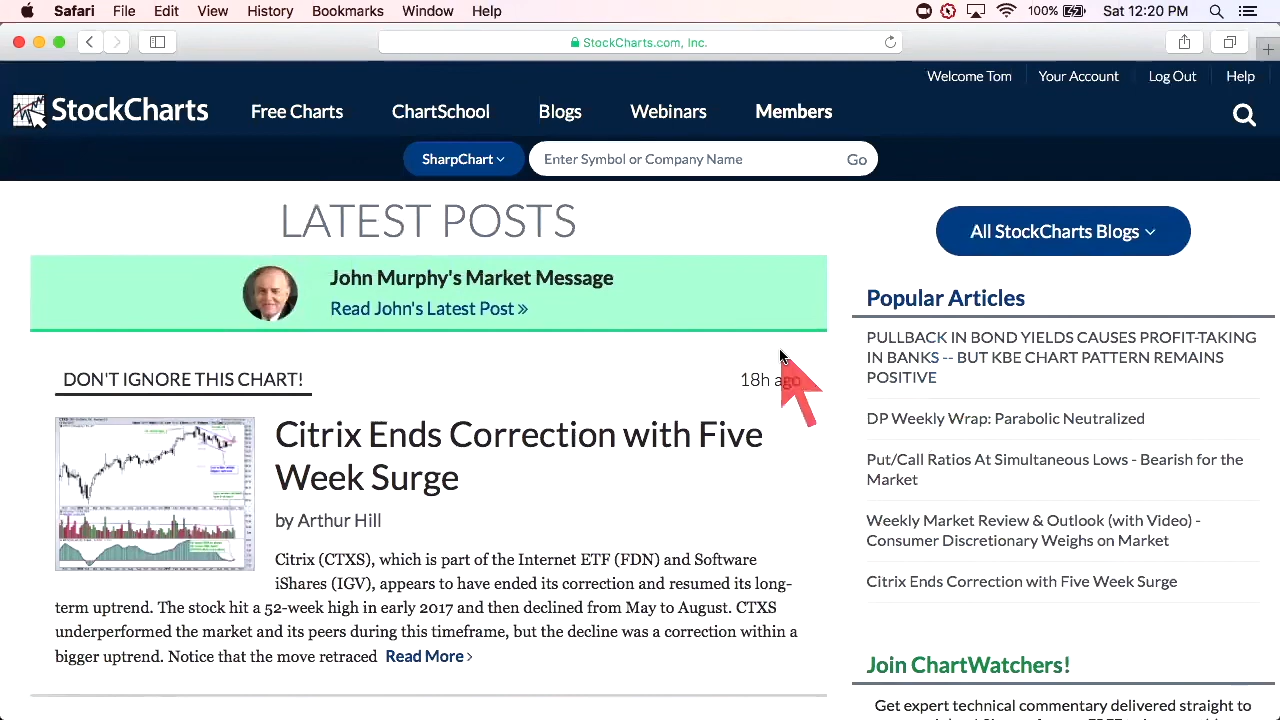 Safari File Edit View History Bookmarks Window Help 100% Sat 12:20 PM
StockCharts.com, Inc.
Welcome Tom Your Account Log Out Help
StockCharts Free Charts ChartSchool Blogs Webinars Members
SharpChart Enter Symbol or Company Name Go
LATEST POSTS
John Murphy's Market Message
Read John's Latest Post »
DON'T IGNORE THIS CHART! 18h ago
Citrix Ends Correction with Five
Week Surge
by Arthur Hill
Citrix (CTXS), which is part of the Internet ETF (FDN) and Software
iShares (IGV), appears to have ended its correction and resumed its long-
term uptrend. The stock hit a 52-week high in early 2017 and then declined from May to August. CTXS
underperformed the market and its peers during this timeframe, but the decline was a correction within a
bigger uptrend. Notice that the move retraced Read More ›
All StockCharts Blogs
Popular Articles
PULLBACK IN BOND YIELDS CAUSES PROFIT-TAKING
IN BANKS -- BUT KBE CHART PATTERN REMAINS
POSITIVE
DP Weekly Wrap: Parabolic Neutralized
Put/Call Ratios At Simultaneous Lows - Bearish for the
Market
Weekly Market Review & Outlook (with Video) -
Consumer Discretionary Weighs on Market
Citrix Ends Correction with Five Week Surge
Join ChartWatchers!
Get expert technical commentary delivered straight to